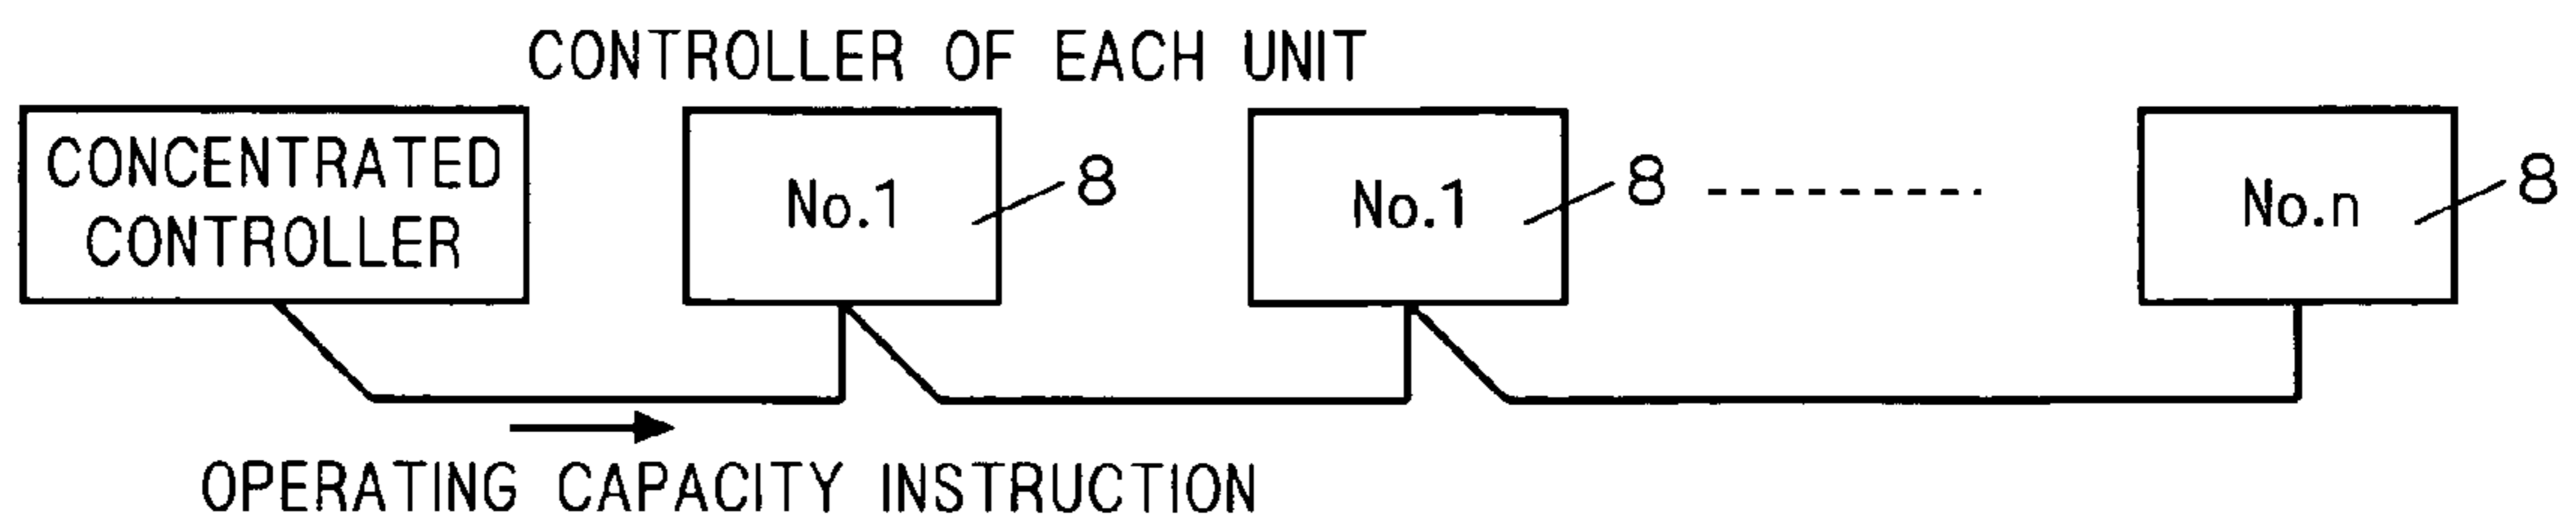 CONTROLLER OF EACH UNIT
CONCENTRATED
CONTROLLER
No.1
8
No.1
8
No.n
8
OPERATING CAPACITY INSTRUCTION